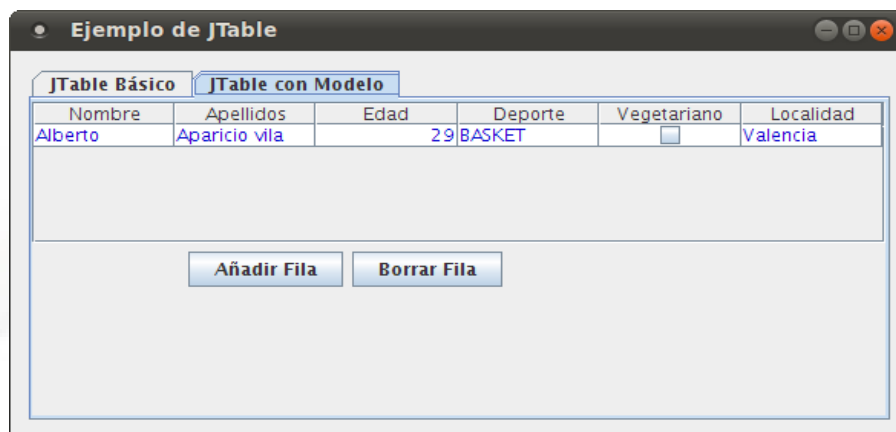 Ejemplo de JTable
JTable Básico JTable con Modelo
Nombre Apellidos Edad Deporte Vegetariano Localidad
Alberto Aparicio vila 29 BASKET Valencia
Añadir Fila Borrar Fila